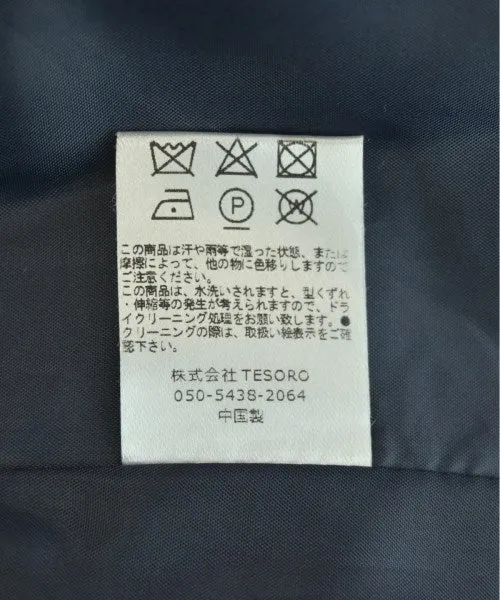 P
W
この商品は汗や雨等で湿った状態、または
摩擦によって、他の物に色移りしますので
ご注意ください。
この商品は、水洗いされますと、型くずれ
・伸縮等の発生が考えられますので、ドラ
イクリーニング処理をお願い致します。●
クリーニングの際は、取扱い絵表示をご確
認下さい。
株式会社 TESORO
050-5438-2064
中国製